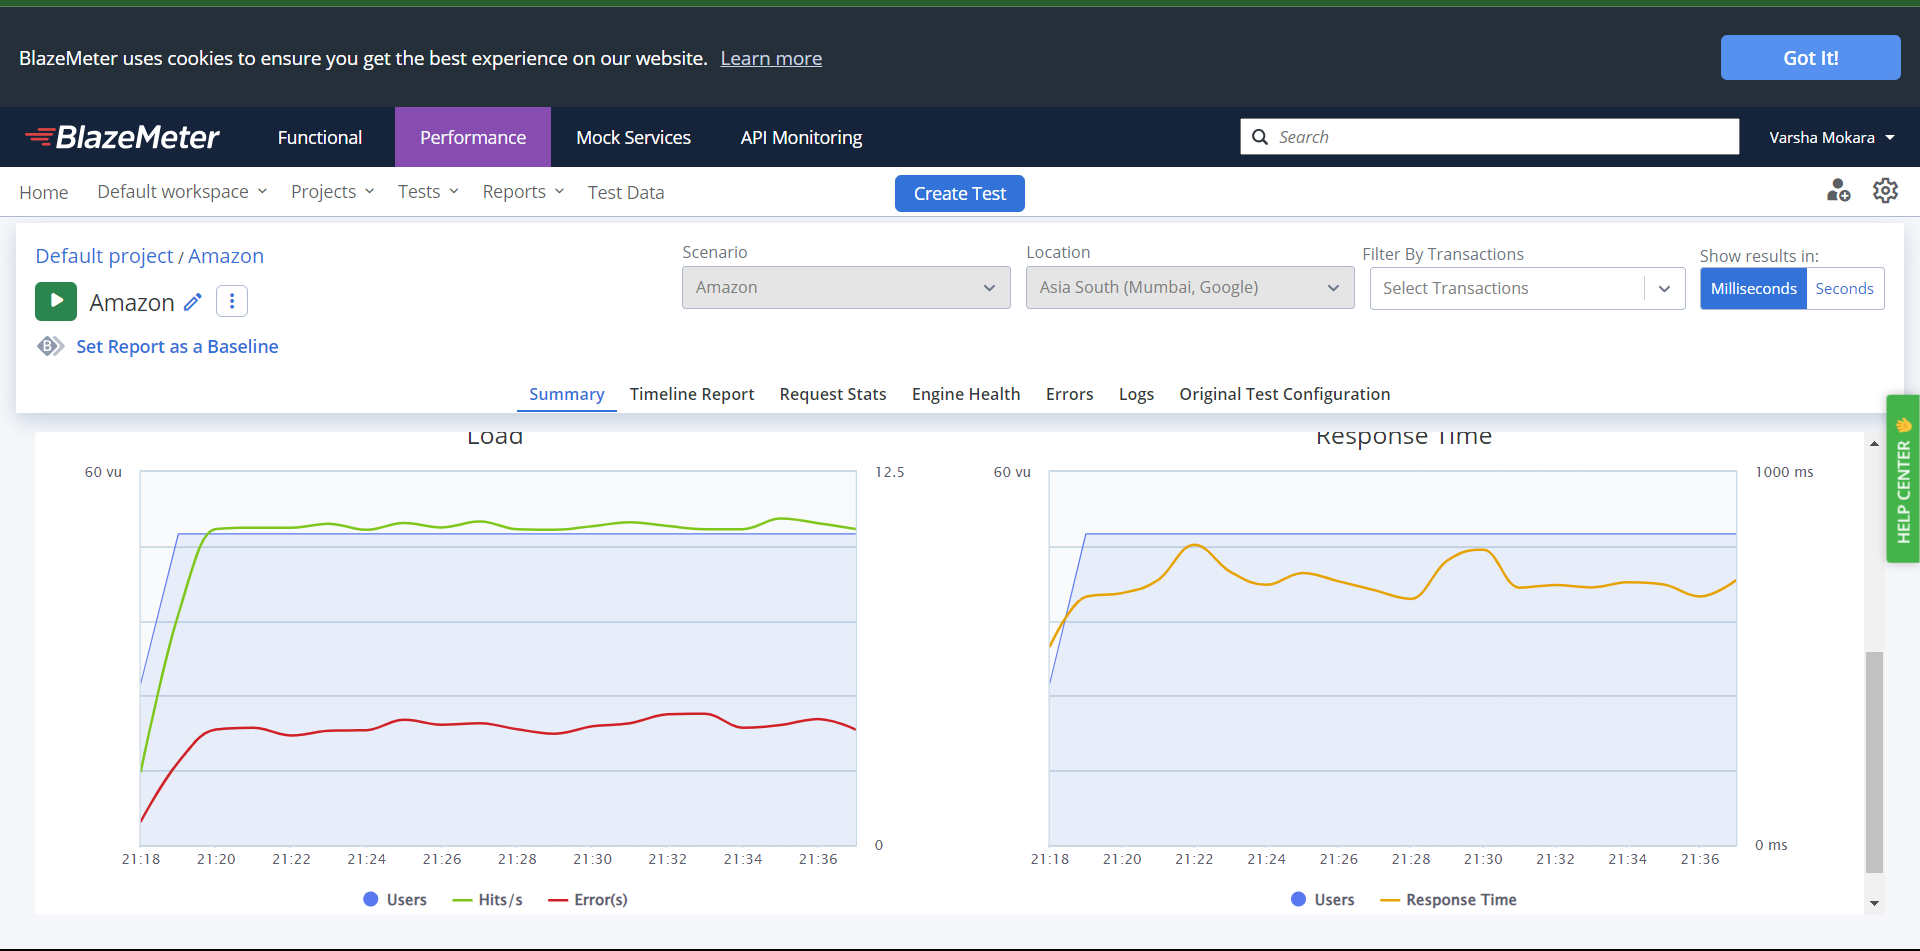 BlazeMeter uses cookies to ensure you get the best experience on our website. Learn more
Got It!
BlazeMeter
Functional
Performance
Mock Services
API Monitoring
Search
Varsha Mokara
Home
Default workspace
Projects
Tests
Reports
Test Data
Create Test
Default project / Amazon
Amazon
Set Report as a Baseline
Scenario
Amazon
Location
Asia South (Mumbai, Google)
Filter By Transactions
Select Transactions
Show results in:
Milliseconds
Seconds
Summary
Timeline Report
Request Stats
Engine Health
Errors
Logs
Original Test Configuration
HELP CENTER
Load
60 vu
12.5
0
21:18 21:20 21:22 21:24 21:26 21:28 21:30 21:32 21:34 21:36
Users Hits/s Error(s)
Response Time
60 vu
1000 ms
0 ms
21:18 21:20 21:22 21:24 21:26 21:28 21:30 21:32 21:34 21:36
Users Response Time